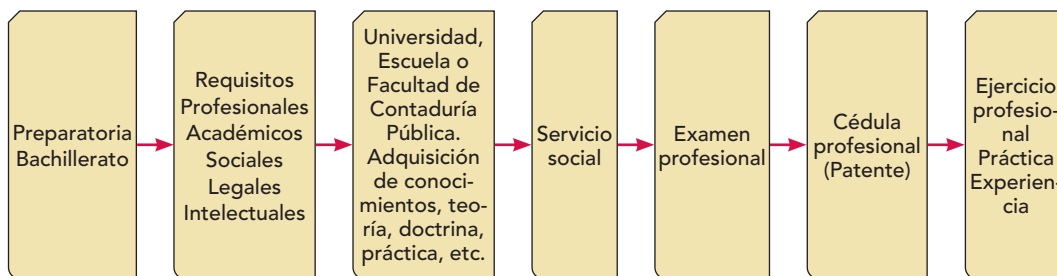 Preparatoria
Bachillerato
Requisitos
Profesionales
Académicos
Sociales
Legales
Intelectuales
Universidad,
Escuela o
Facultad de
Contaduría
Pública.
Adquisición
de conoci-
mientos, teo-
ría, doctrina,
práctica, etc.
Servicio
social
Examen
profesional
Cédula
profesional
(Patente)
Ejercicio
profesio-
nal
Práctica
Experien-
cia